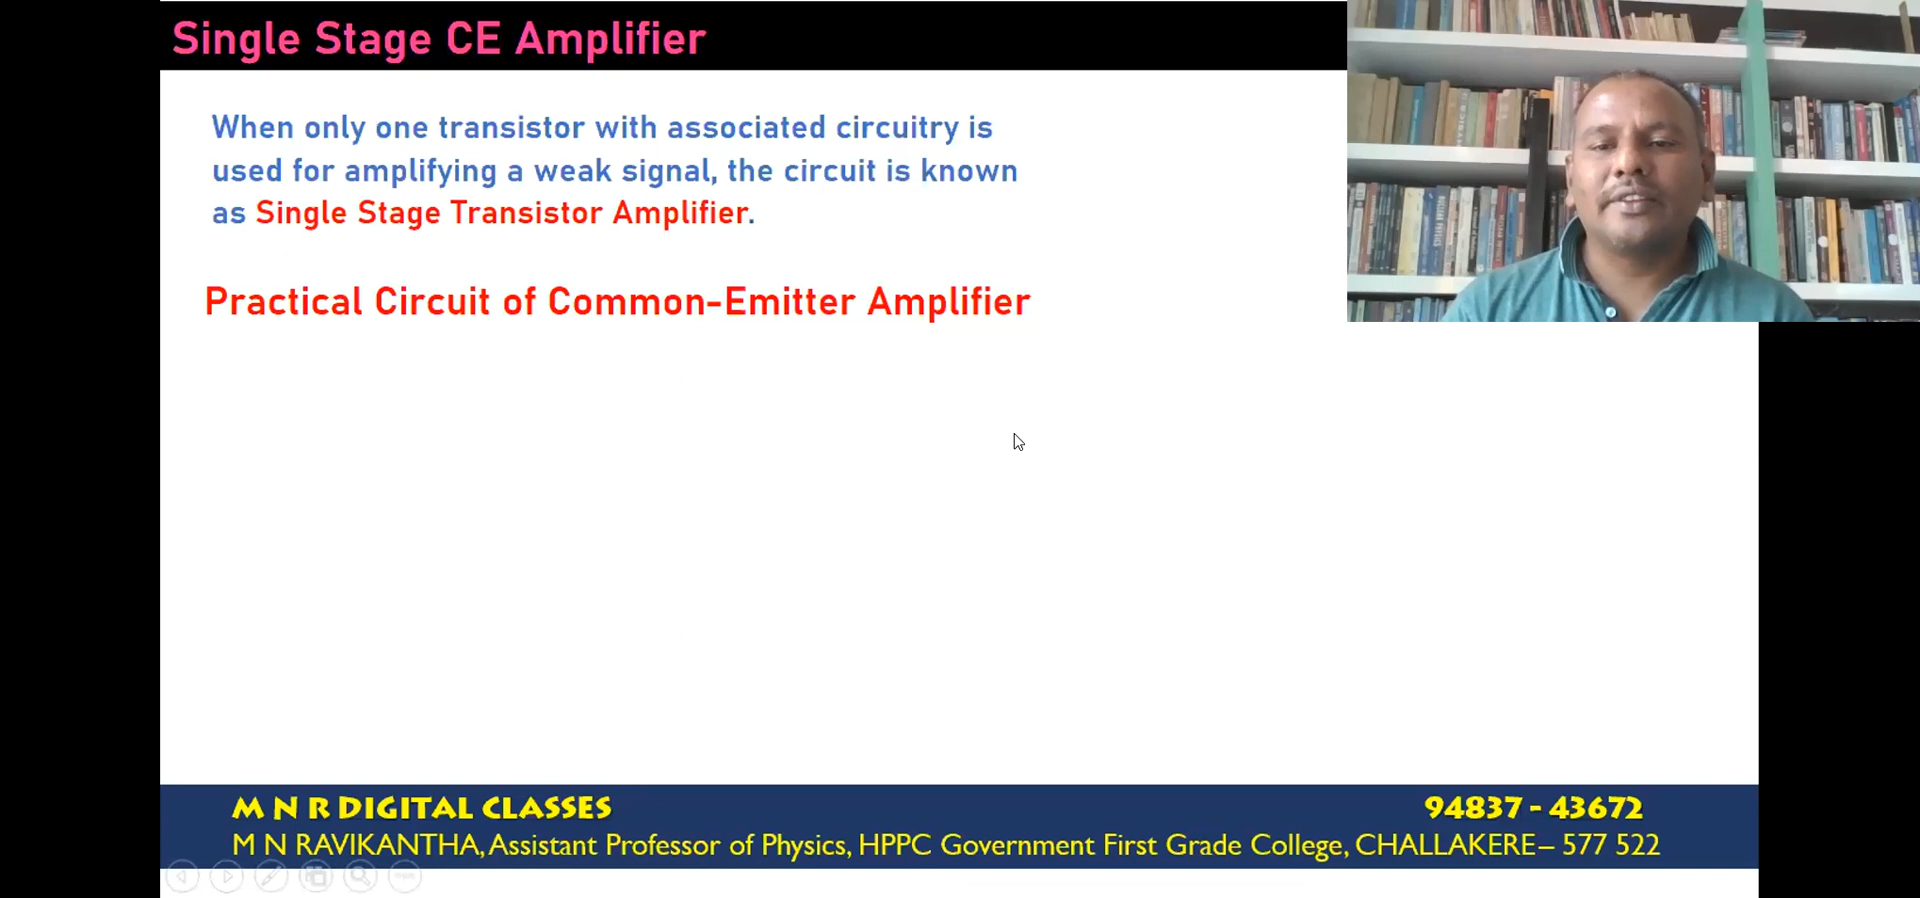 Single Stage CE Amplifier
When only one transistor with associated circuitry is
used for amplifying a weak signal, the circuit is known
as Single Stage Transistor Amplifier.
Practical Circuit of Common-Emitter Amplifier
M N R DIGITAL CLASSES
94837 - 43672
M N RAVIKANTHA, Assistant Professor of Physics, HPPC Government First Grade College, CHALLAKERE– 577 522